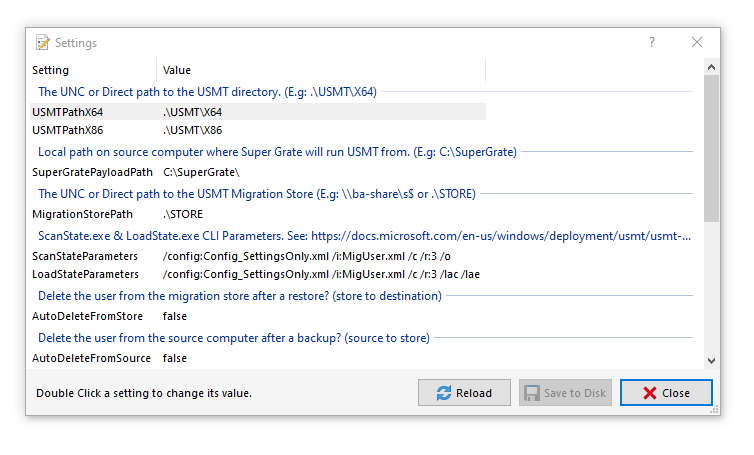 Settings
?
Setting Value
The UNC or Direct path to the USMT directory. (E.g: .\USMT\X64)
USMTPathX64 .\USMT\X64
USMTPathX86 .\USMT\X86
Local path on source computer where Super Grate will run USMT from. (E.g: C:\SuperGrate)
SuperGratePayloadPath C:\SuperGrate\
The UNC or Direct path to the USMT Migration Store (E.g: \\ba-share\s$ or .\STORE)
MigrationStorePath .\STORE
ScanState.exe & LoadState.exe CLI Parameters. See: https://docs.microsoft.com/en-us/windows/deployment/usmt/usmt-...
ScanStateParameters /config:Config_SettingsOnly.xml /i:MigUser.xml /c /r:3 /o
LoadStateParameters /config:Config_SettingsOnly.xml /i:MigUser.xml /c /r:3 /lac /lae
Delete the user from the migration store after a restore? (store to destination)
AutoDeleteFromStore false
Delete the user from the source computer after a backup? (source to store)
AutoDeleteFromSource false
Double Click a setting to change its value.
Reload
Save to Disk
Close